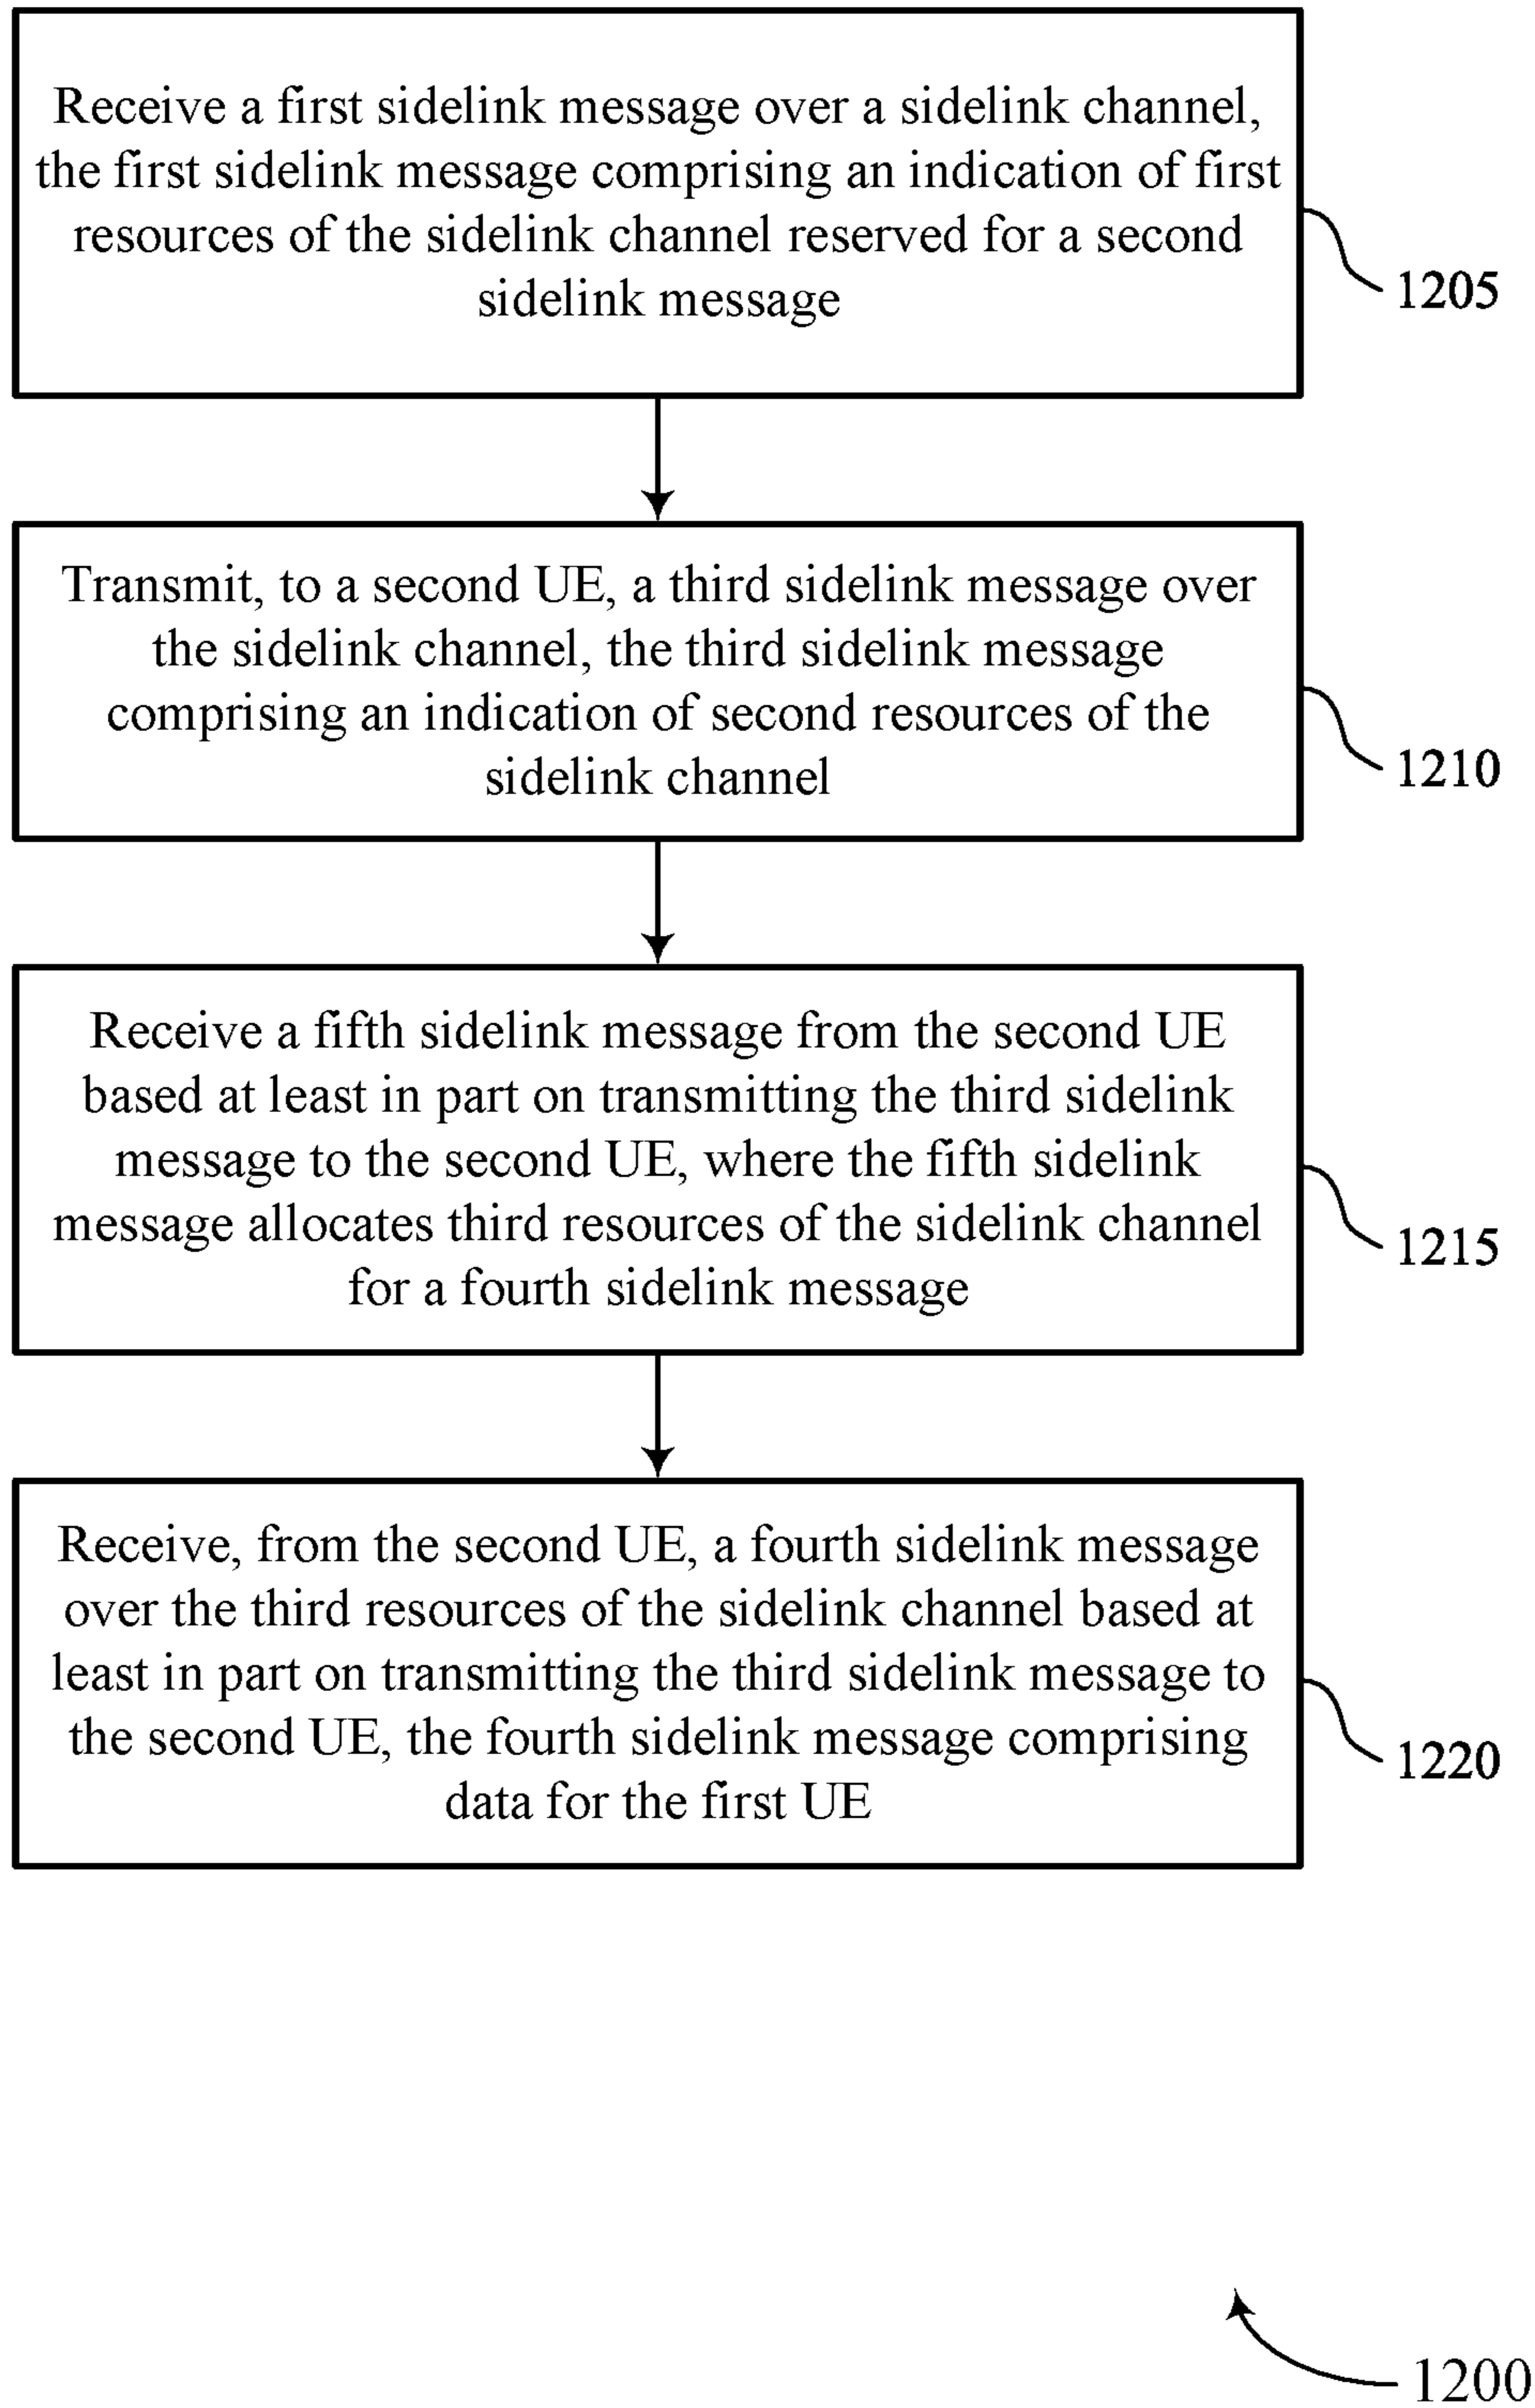 Receive a first sidelink message over a sidelink channel,
the first sidelink message comprising an indication of first
resources of the sidelink channel reserved for a second
sidelink message
1205
Transmit, to a second UE, a third sidelink message over
the sidelink channel, the third sidelink message
comprising an indication of second resources of the
sidelink channel
1210
Receive a fifth sidelink message from the second UE
based at least in part on transmitting the third sidelink
message to the second UE, where the fifth sidelink
message allocates third resources of the sidelink channel
for a fourth sidelink message
1215
Receive, from the second UE, a fourth sidelink message
over the third resources of the sidelink channel based at
least in part on transmitting the third sidelink message to
the second UE, the fourth sidelink message comprising
data for the first UE
1220
1200